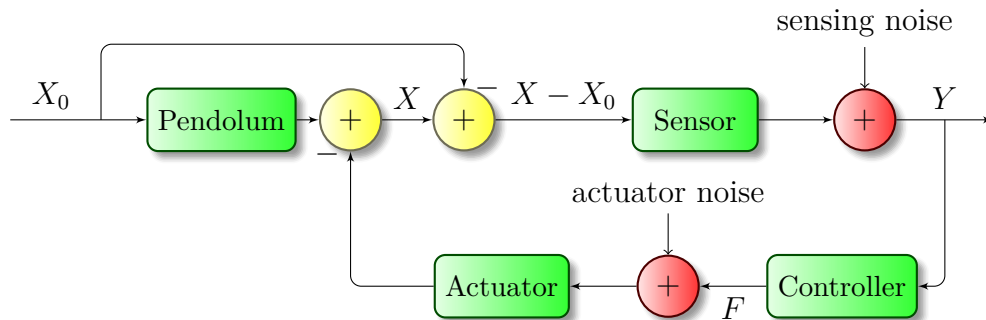 sensing noise
X₀
Pendolum
+
−
X
+
−
X − X₀
Sensor
+
Y
actuator noise
Actuator
+
F
Controller